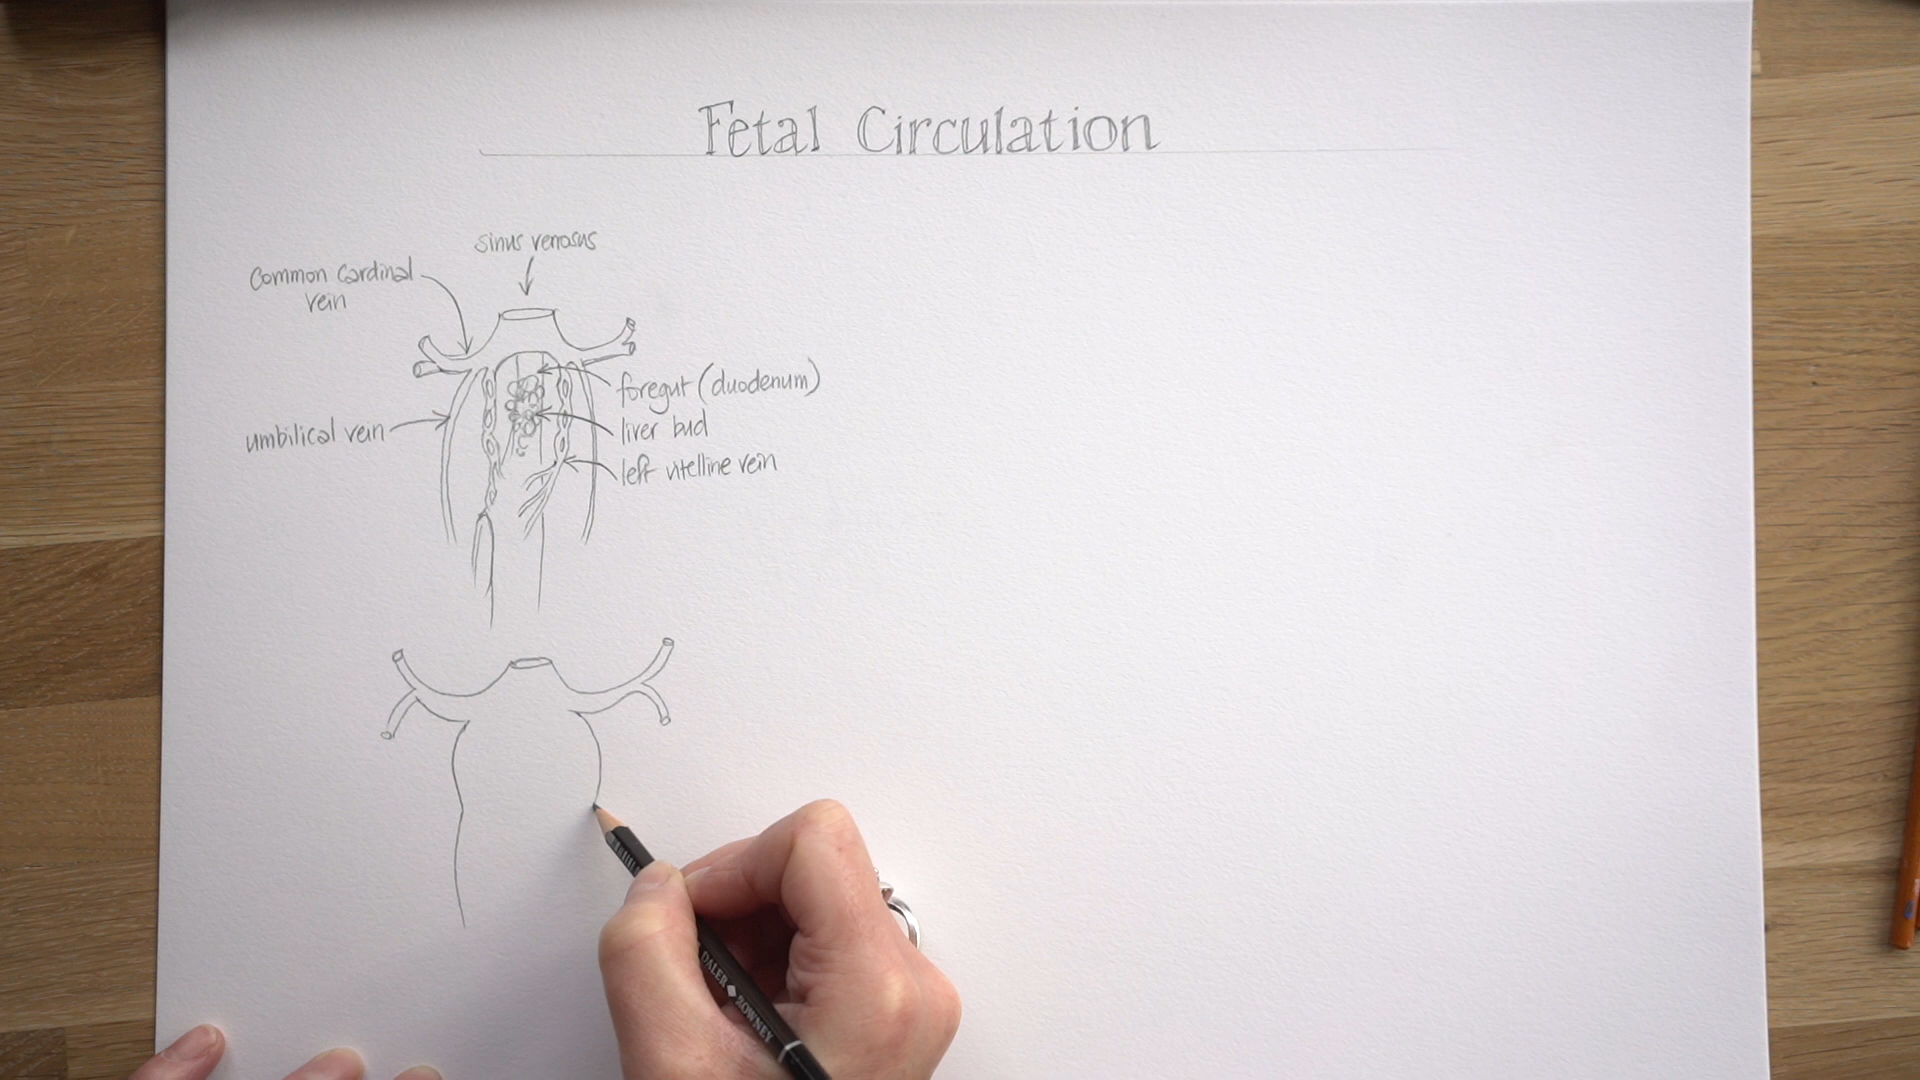 Fetal Circulation
sinus venosus
Common Cardinal
vein
foregut (duodenum)
umbilical vein
liver bud
left vitelline vein
DALER ROWNEY